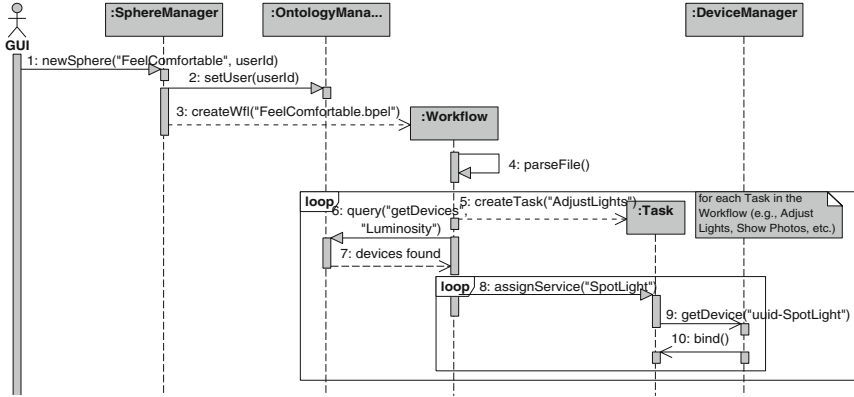 :SphereManager
:OntologyMana...
:DeviceManager
GUI
1: newSphere("FeelComfortable", userId)
2: setUser(userId)
3: createWfl("FeelComfortable.bpel")
:Workflow
4: parseFile()
loop
5: createTask("AdjustLights")
for each Task in the
Workflow (e.g., Adjust
Lights, Show Photos, etc.)
:Task
6: query("getDevices",
"Luminosity")
7: devices found
loop
8: assignService("SpotLight")
9: getDevice("uuid-SpotLight")
10: bind()